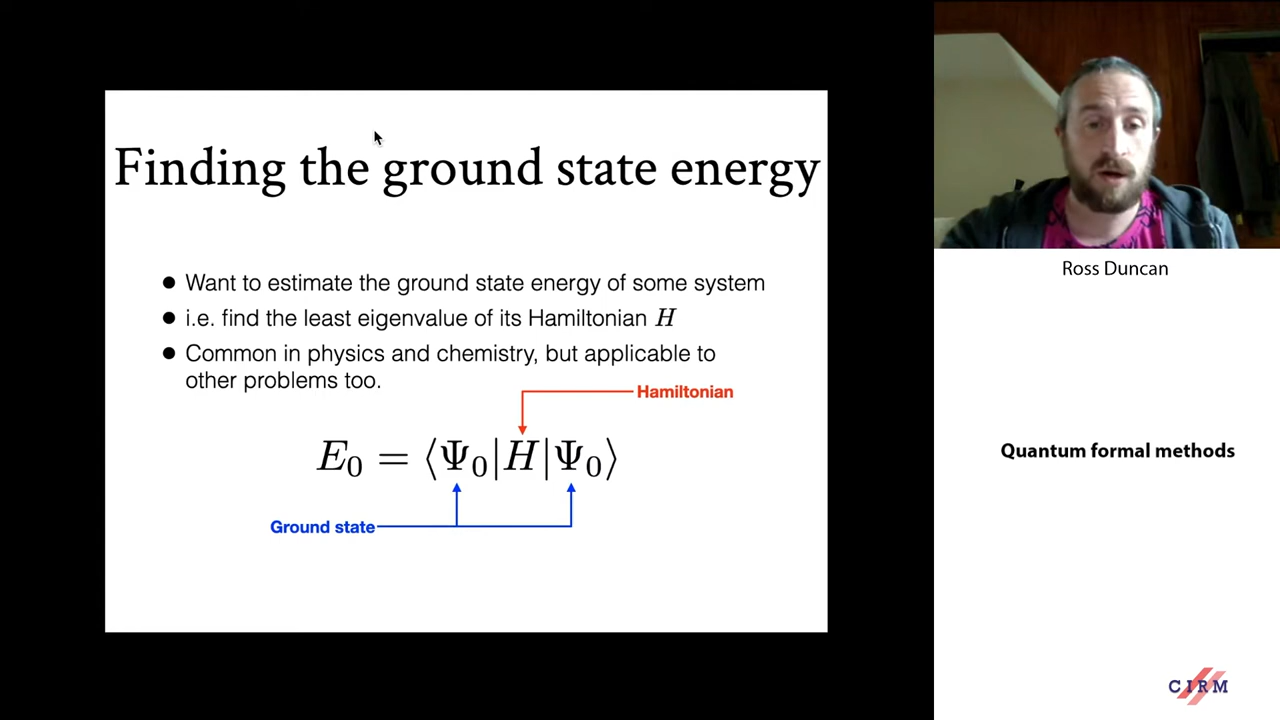 Finding the ground state energy
● Want to estimate the ground state energy of some system
● i.e. find the least eigenvalue of its Hamiltonian H
● Common in physics and chemistry, but applicable to
other problems too.
Hamiltonian
E₀ = ⟨Ψ₀|H|Ψ₀⟩
Ground state
Ross Duncan
Quantum formal methods
CIRM